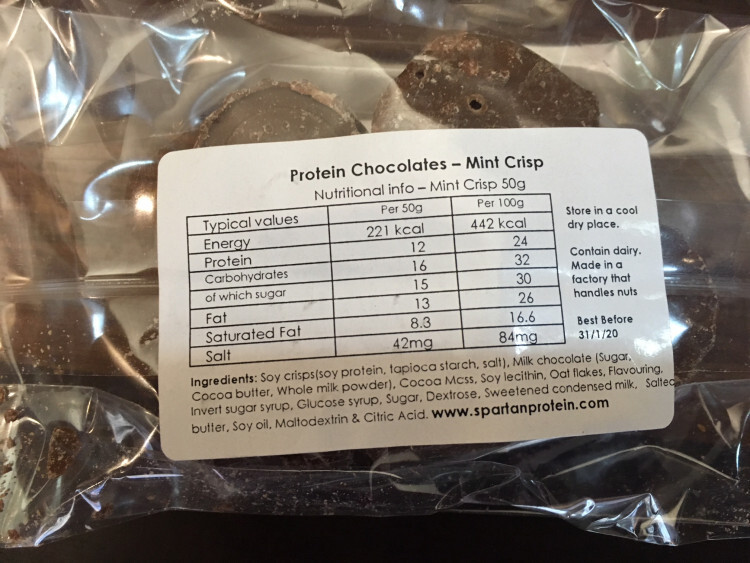 Protein Chocolates – Mint Crisp
Nutritional info – Mint Crisp 50g
Typical values Per 50g Per 100g
Energy 221 kcal 442 kcal
Protein 12 24
Carbohydrates 16 32
of which sugar 15 30
Fat 13 26
Saturated Fat 8.3 16.6
Salt 42mg 84mg
Store in a cool
dry place.
Contain dairy.
Made in a
factory that
handles nuts
Best Before
31/1/20
Ingredients: Soy crisps(soy protein, tapioca starch, salt), Milk chocolate (Sugar,
Cocoa butter, Whole milk powder), Cocoa Mcss, Soy lecithin, Oat flakes, Flavouring,
Invert sugar syrup, Glucose syrup, Sugar, Dextrose, Sweetened condensed milk, Salted
butter, Soy oil, Maltodextrin & Citric Acid. www.spartanprotein.com